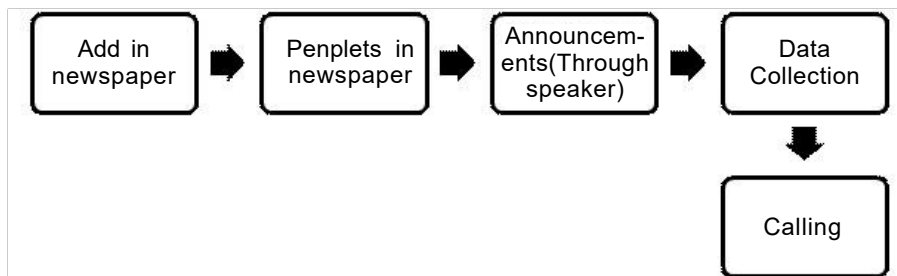 Add in
newspaper
Penplets in
newspaper
Announcem-
ents(Through
speaker)
Data
Collection
Calling